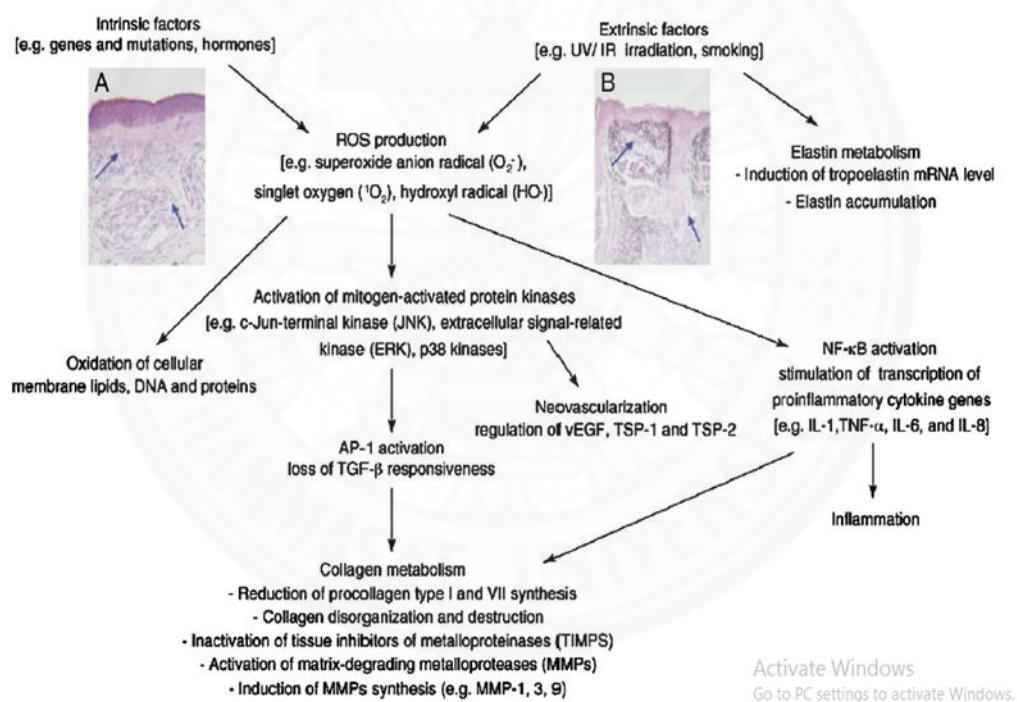 Intrinsic factors
[e.g. genes and mutations, hormones]
Extrinsic factors
[e.g. UV/ IR irradiation, smoking]
A
B
ROS production
[e.g. superoxide anion radical (O₂·⁻),
singlet oxygen (¹O₂), hydroxyl radical (HO·)]
Elastin metabolism
- Induction of tropoelastin mRNA level
- Elastin accumulation
Activation of mitogen-activated protein kinases
[e.g. c-Jun-terminal kinase (JNK), extracellular signal-related
kinase (ERK), p38 kinases]
Oxidation of cellular
membrane lipids, DNA and proteins
NF-κB activation
stimulation of transcription of
proinflammatory cytokine genes
[e.g. IL-1,TNF-α, IL-6, and IL-8]
Neovascularization
regulation of vEGF, TSP-1 and TSP-2
AP-1 activation
loss of TGF-β responsiveness
Inflammation
Collagen metabolism
- Reduction of procollagen type I and VII synthesis
- Collagen disorganization and destruction
- Inactivation of tissue inhibitors of metalloproteinases (TIMPS)
- Activation of matrix-degrading metalloproteases (MMPs)
- Induction of MMPs synthesis (e.g. MMP-1, 3, 9)
Activate Windows
Go to PC settings to activate Windows.